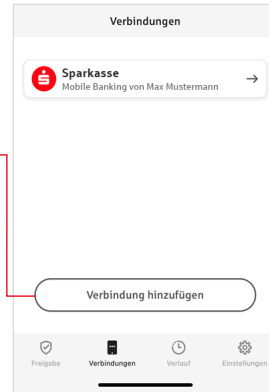 Verbindungen
Sparkasse
Mobile Banking von Max Mustermann
Verbindung hinzufügen
Freigabe
Verbindungen
Verlauf
Einstellungen